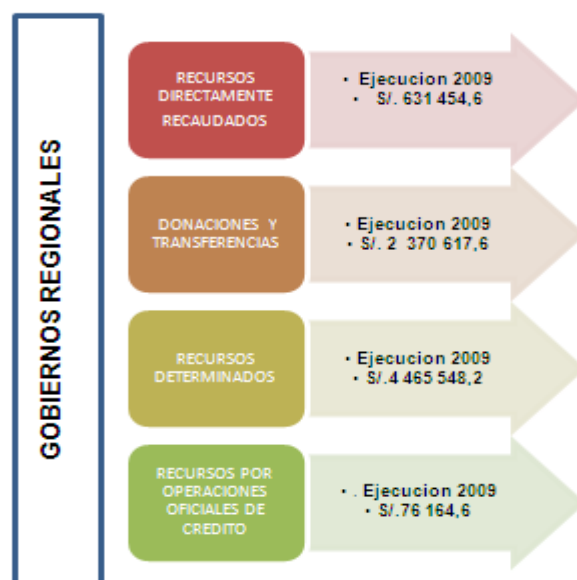 GOBIERNOS REGIONALES
RECURSOS
DIRECTAMENTE
RECAUDADOS
• Ejecucion 2009
• S/. 631 454,6
DONACIONES Y
TRANSFERENCIAS
• Ejecucion 2009
• S/. 2 370 617,6
RECURSOS
DETERMINADOS
• Ejecucion 2009
• S/.4 465 548,2
RECURSOS POR
OPERACIONES
OFICIALES DE
CREDITO
• . Ejecucion 2009
• S/.76 164,6